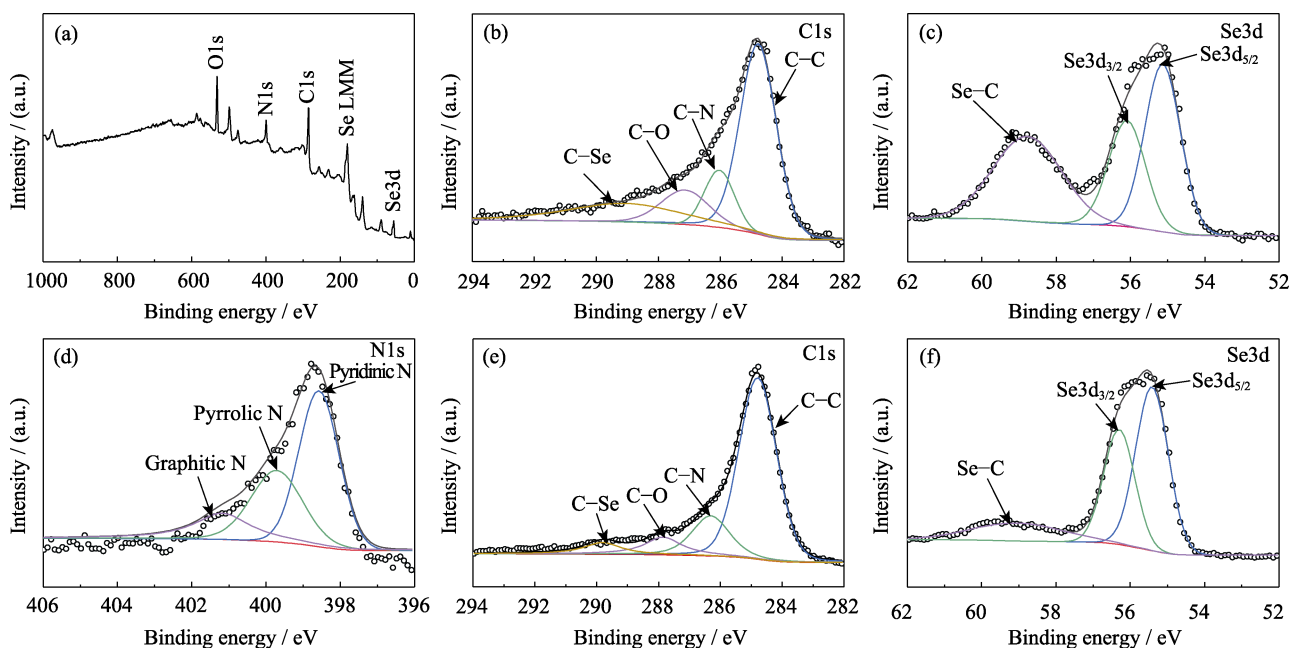 (a)
O1s
N1s
C1s
Se LMM
Se3d
Intensity / (a.u.)
1000 800 600 400 200 0
Binding energy / eV
(b)
C1s
C−C
C−N
C−O
C−Se
Intensity / (a.u.)
294 292 290 288 286 284 282
Binding energy / eV
(c)
Se3d
Se3d5/2
Se3d3/2
Se−C
Intensity / (a.u.)
62 60 58 56 54 52
Binding energy / eV
(d)
N1s
Pyridinic N
Pyrrolic N
Graphitic N
Intensity / (a.u.)
406 404 402 400 398 396
Binding energy / eV
(e)
C1s
C−C
C−N
C−O
C−Se
Intensity / (a.u.)
294 292 290 288 286 284 282
Binding energy / eV
(f)
Se3d
Se3d5/2
Se3d3/2
Se−C
Intensity / (a.u.)
62 60 58 56 54 52
Binding energy / eV